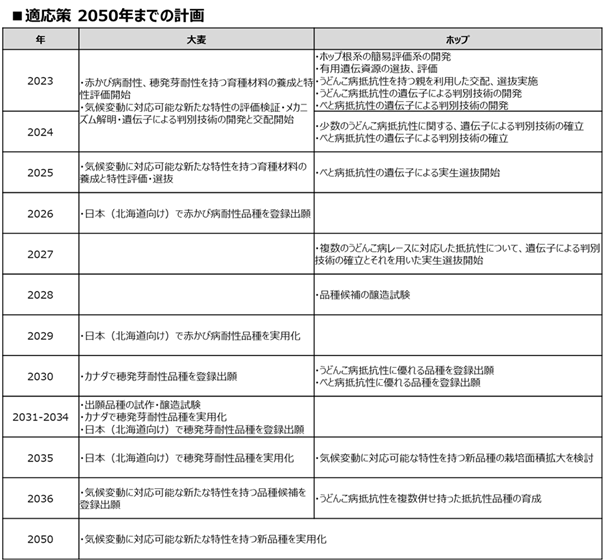 ■適応策 2050年までの計画
年 大麦 ホップ
2023
・赤かび病耐性、穂発芽耐性を持つ育種材料の養成と特
性評価開始
・気候変動に対応可能な新たな特性の評価検証・メカニ
ズム解明・遺伝子による判別技術の開発と交配開始
・ホップ根系の簡易評価系の開発
・有用遺伝資源の選抜、評価
・うどんこ病抵抗性を持つ親を利用した交配、選抜実施
・うどんこ病抵抗性の遺伝子による判別技術の開発
・べと病抵抗性の遺伝子による判別技術の開発
2024
・少数のうどんこ病抵抗性に関する、遺伝子による判別技術の確立
・べと病抵抗性の遺伝子による判別技術の確立
2025
・気候変動に対応可能な新たな特性を持つ育種材料の
養成と特性評価・選抜
・べと病抵抗性の遺伝子による実生選抜開始
2026
・日本（北海道向け）で赤かび病耐性品種を登録出願
2027
・複数のうどんこ病レースに対応した抵抗性について、遺伝子による判別
技術の確立とそれを用いた実生選抜開始
2028
・品種候補の醸造試験
2029
・日本（北海道向け）で赤かび病耐性品種を実用化
2030
・カナダで穂発芽耐性品種を登録出願
・うどんこ病抵抗性に優れる品種を登録出願
・べと病抵抗性に優れる品種を登録出願
2031-2034
・出願品種の試作・醸造試験
・カナダで穂発芽耐性品種を実用化
・日本（北海道向け）で穂発芽耐性品種を登録出願
2035
・日本（北海道向け）で穂発芽耐性品種を実用化
・気候変動に対応可能な特性を持つ新品種の栽培面積拡大を検討
2036
・気候変動に対応可能な新たな特性を持つ品種候補を
登録出願
・うどんこ病抵抗性を複数併せ持った抵抗性品種の育成
2050
・気候変動に対応可能な新たな特性を持つ新品種を実用化